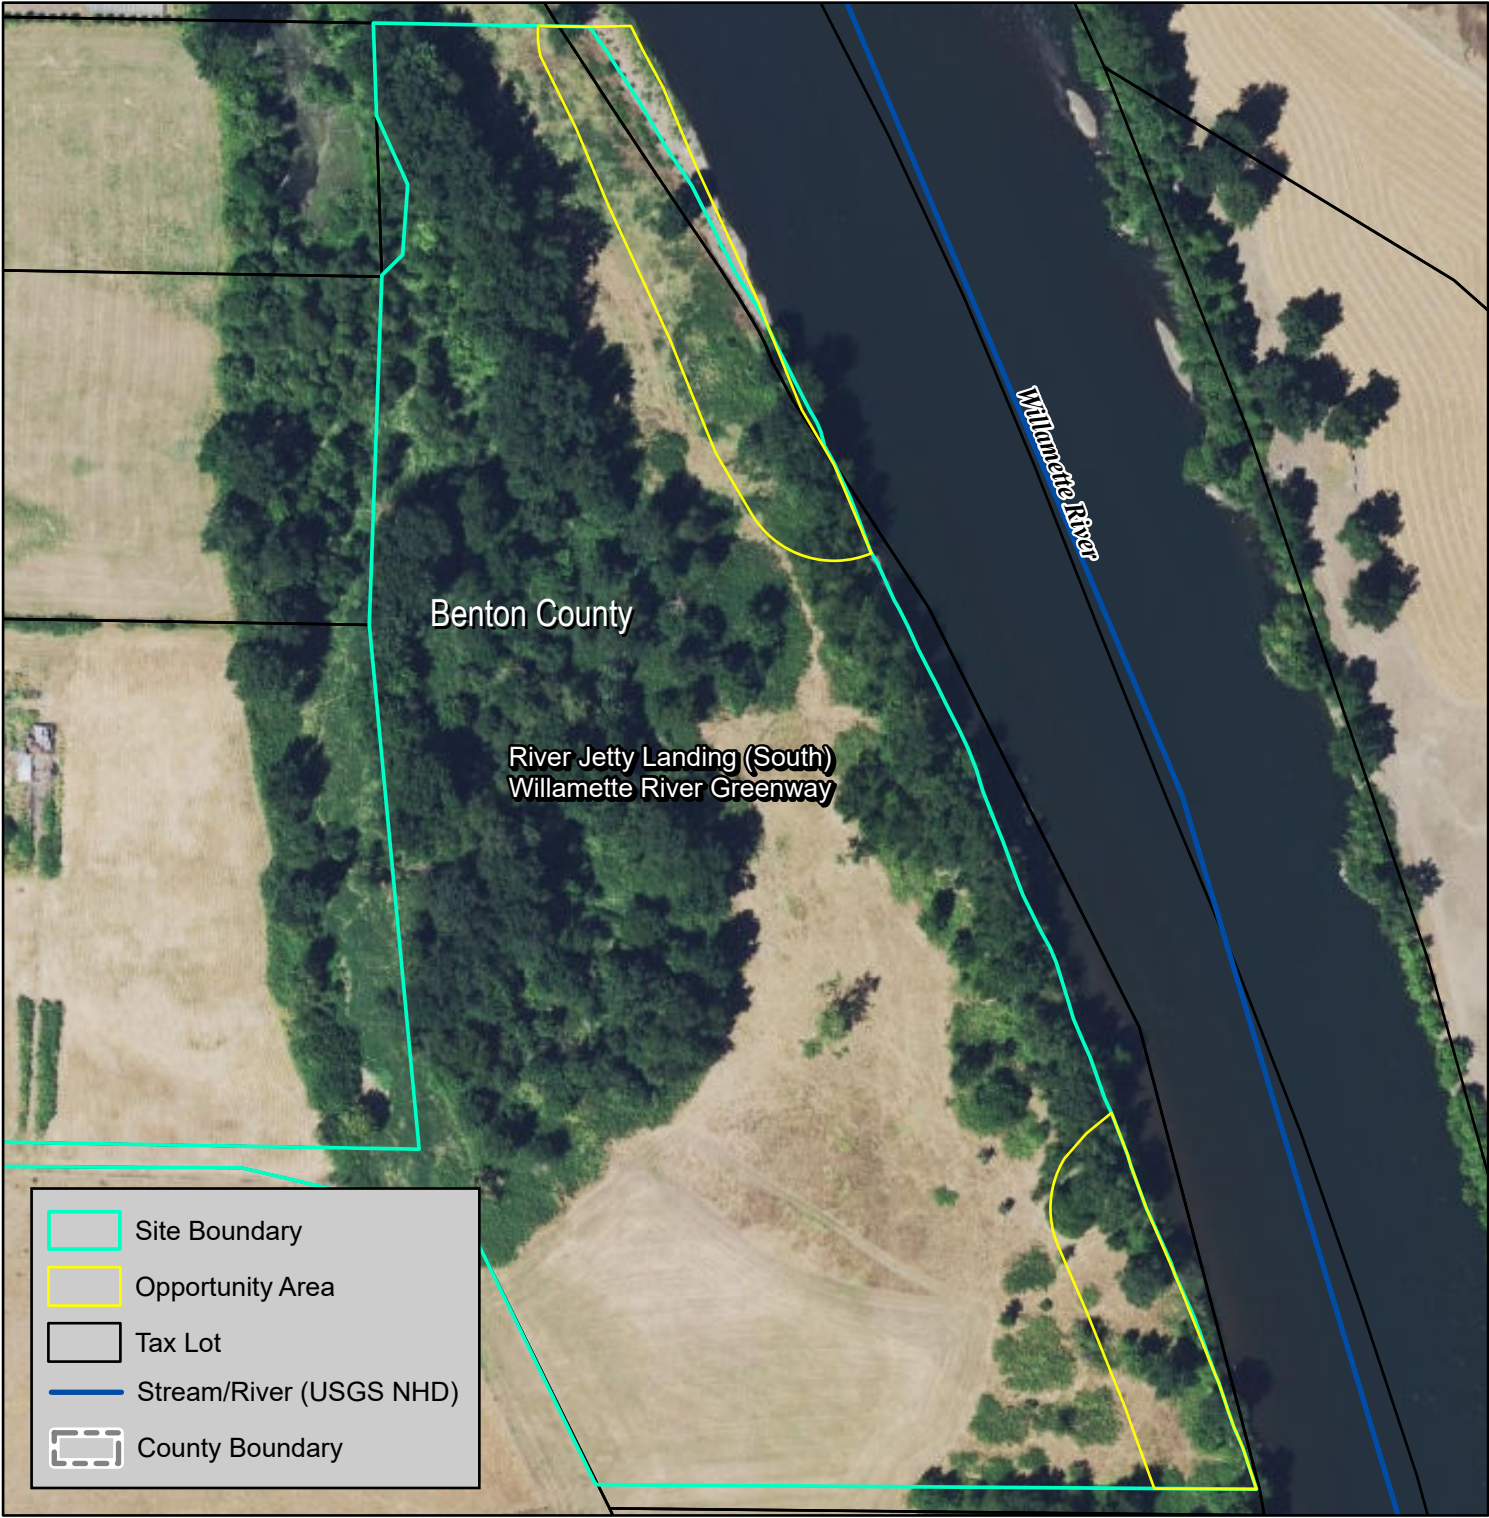 Willamette River
Benton County
River Jetty Landing (South)
Willamette River Greenway
Site Boundary
Opportunity Area
Tax Lot
Stream/River (USGS NHD)
County Boundary